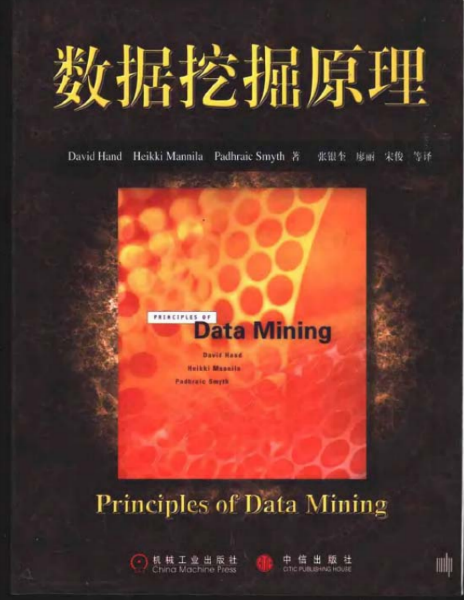 数据挖掘原理
David Hand Heikki Mannila Padhraic Smyth 著 张银奎 廖丽 宋俊 等译
PRINCIPLES OF
Data Mining
David Hand
Heikki Mannila
Padhraic Smyth
Principles of Data Mining
机械工业出版社 中信出版社
China Machine Press CITIC PUBLISHING HOUSE